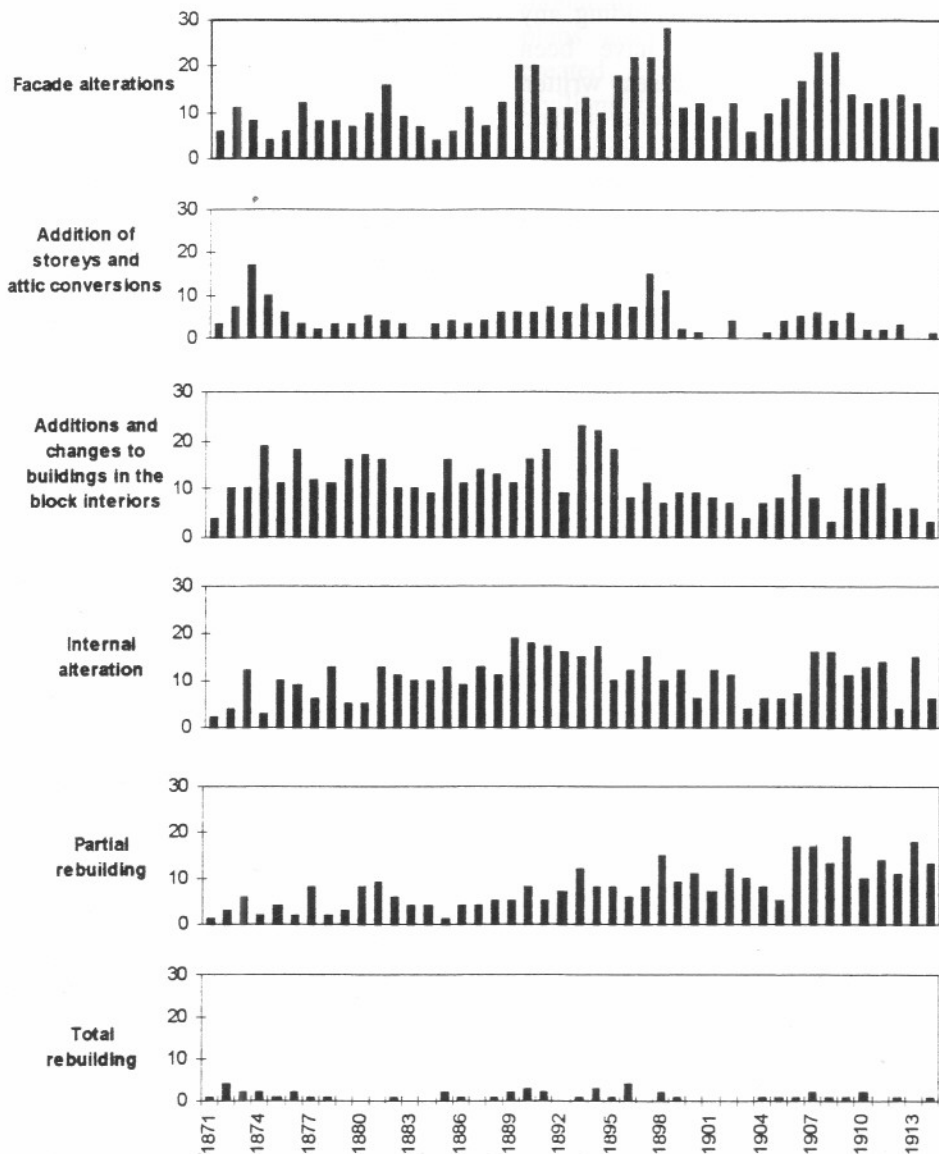 30
20
10
0
Facade alterations
30
20
10
0
Addition of
storeys and
attic conversions
30
20
10
0
Additions and
changes to
buildings in the
block interiors
30
20
10
0
Internal
alteration
30
20
10
0
Partial
rebuilding
30
20
10
0
Total
rebuilding
1871
1874
1877
1880
1883
1886
1889
1892
1895
1898
1901
1904
1907
1910
1913